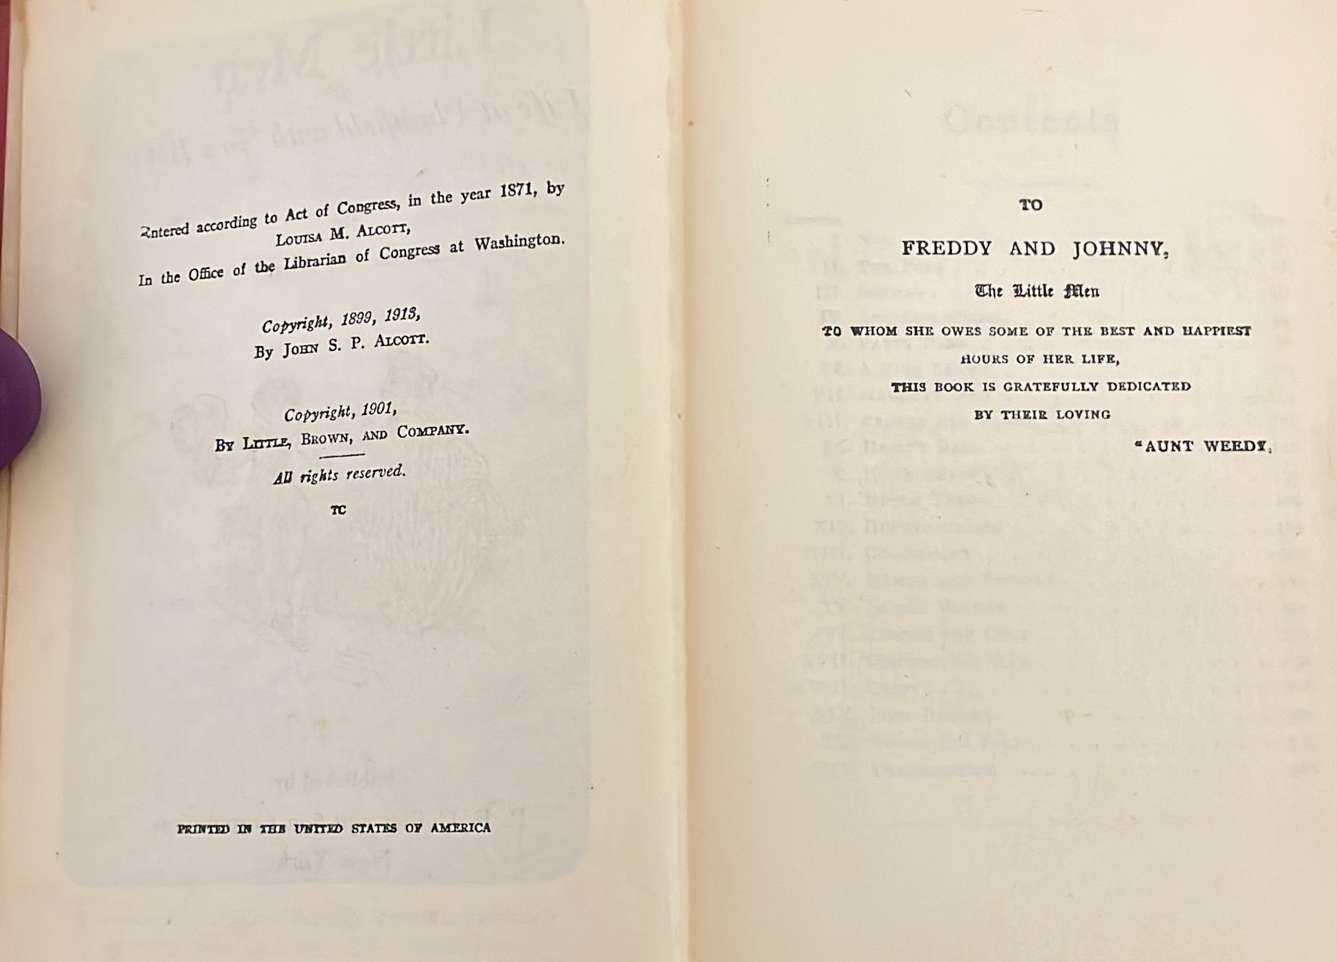 Entered according to Act of Congress, in the year 1871, by
LOUISA M. ALCOTT,
In the Office of the Librarian of Congress at Washington.
Copyright, 1899, 1913,
By JOHN S. P. ALCOTT.
Copyright, 1901,
By LITTLE, BROWN, AND COMPANY.
All rights reserved.
TC
PRINTED IN THE UNITED STATES OF AMERICA
TO
FREDDY AND JOHNNY,
The Little Men
TO WHOM SHE OWES SOME OF THE BEST AND HAPPIEST
HOURS OF HER LIFE,
THIS BOOK IS GRATEFULLY DEDICATED
BY THEIR LOVING
"AUNT WEEDY.